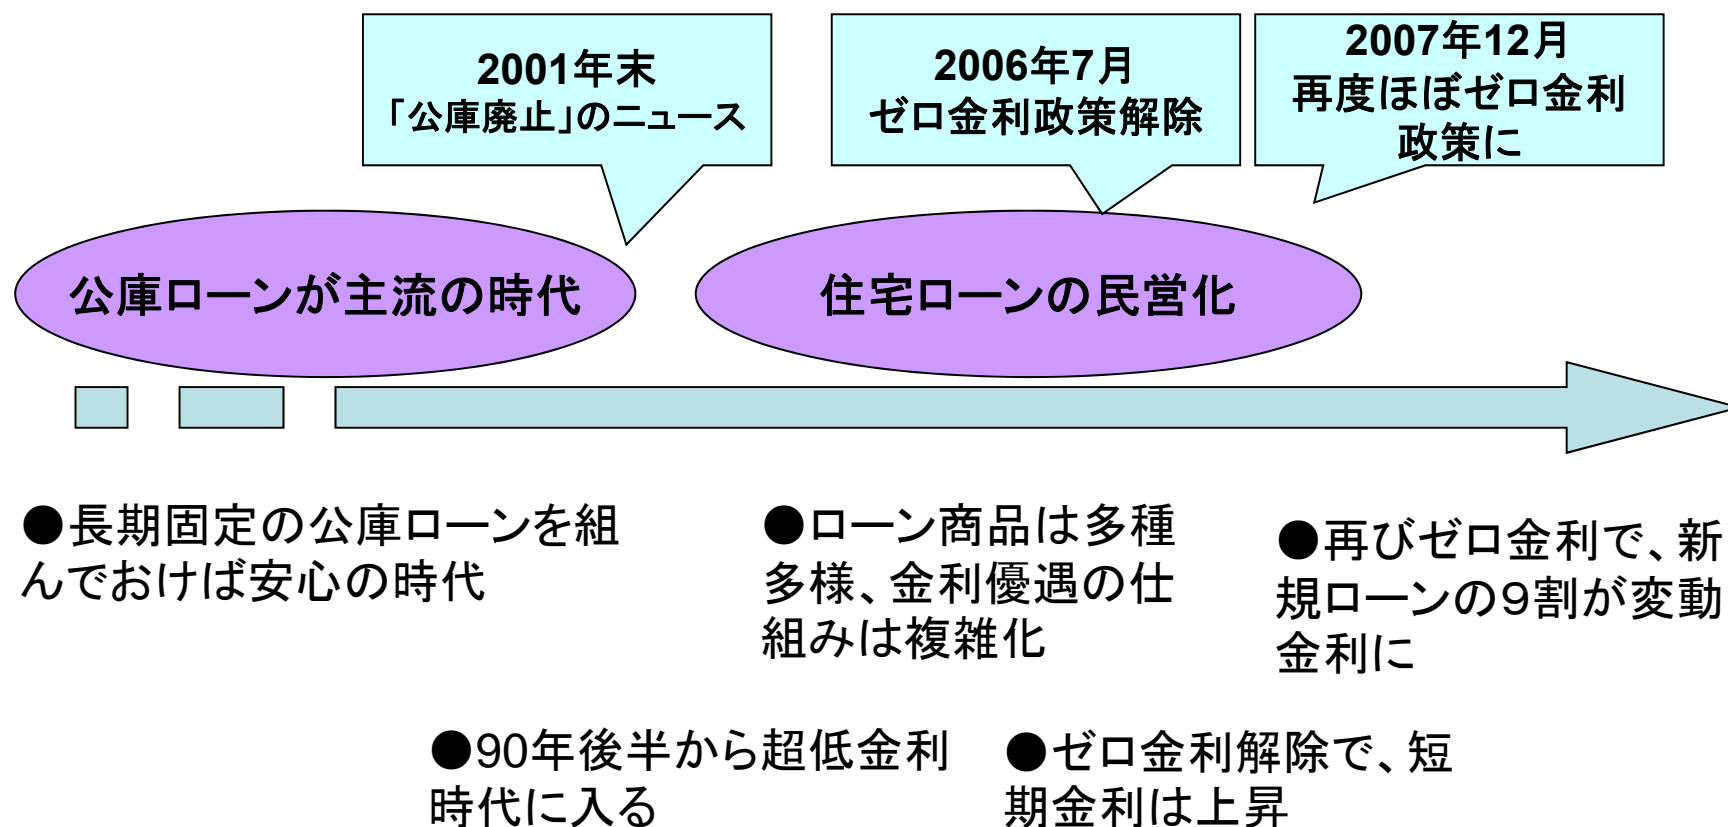 2001年末
「公庫廃止」のニュース
2006年7月
ゼロ金利政策解除
2007年12月
再度ほぼゼロ金利
政策に
公庫ローンが主流の時代
住宅ローンの民営化
●長期固定の公庫ローンを組
んでおけば安心の時代
●ローン商品は多種
多様、金利優遇の仕
組みは複雑化
●再びゼロ金利で、新
規ローンの９割が変動
金利に
●90年後半から超低金利
時代に入る
●ゼロ金利解除で、短
期金利は上昇